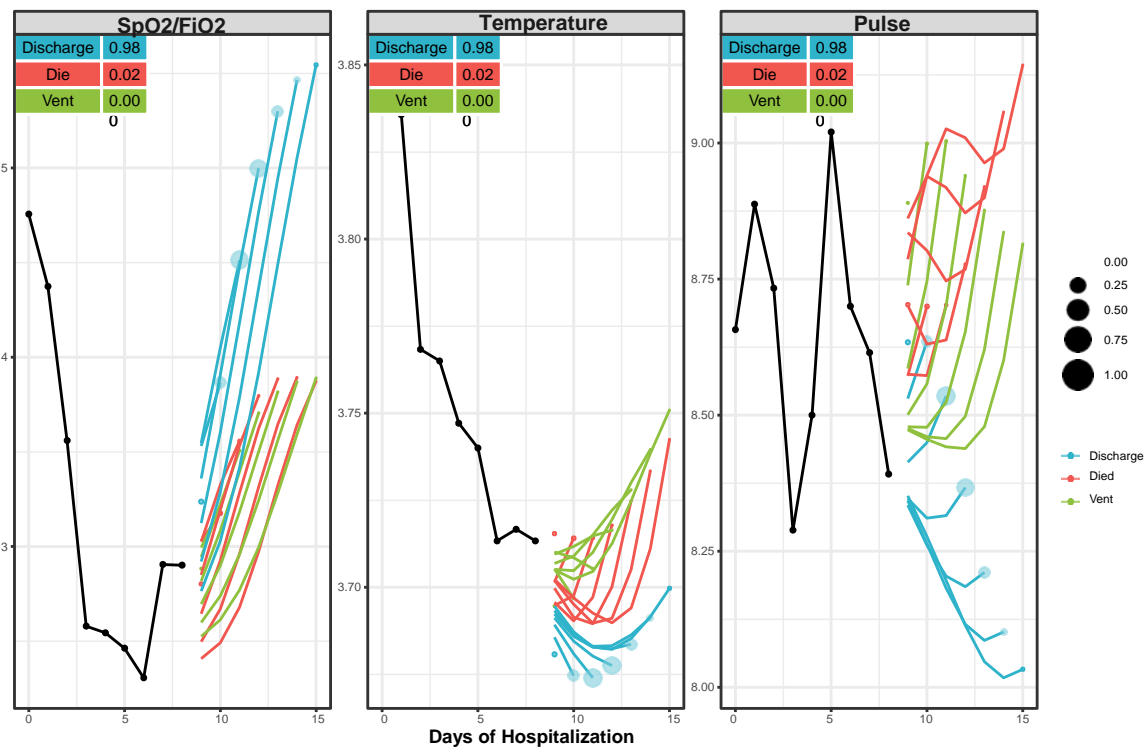 SpO2/FiO2
Temperature
Pulse
Discharge 0.98
Die 0.02
Vent 0.00
0
Discharge 0.98
Die 0.02
Vent 0.00
0
Discharge 0.98
Die 0.02
Vent 0.00
0
5
4
3
3.85
3.80
3.75
3.70
9.00
8.75
8.50
8.25
8.00
0 5 10 15
0 5 10 15
0 5 10 15
Days of Hospitalization
0.00
0.25
0.50
0.75
1.00
Discharge
Died
Vent